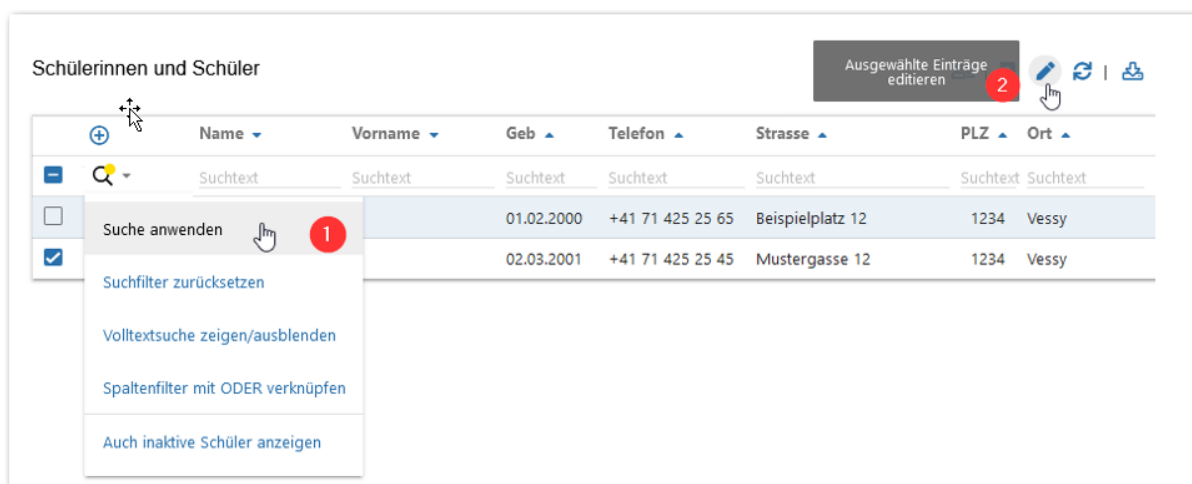 Schülerinnen und Schüler
Ausgewählte Einträge
editieren
2
Name Vorname Geb Telefon Strasse PLZ Ort
Suchtext Suchtext Suchtext Suchtext Suchtext Suchtext Suchtext
01.02.2000 +41 71 425 25 65 Beispielplatz 12 1234 Vessy
Suche anwenden 1
02.03.2001 +41 71 425 25 45 Mustergasse 12 1234 Vessy
Suchfilter zurücksetzen
Volltextsuche zeigen/ausblenden
Spaltenfilter mit ODER verknüpfen
Auch inaktive Schüler anzeigen